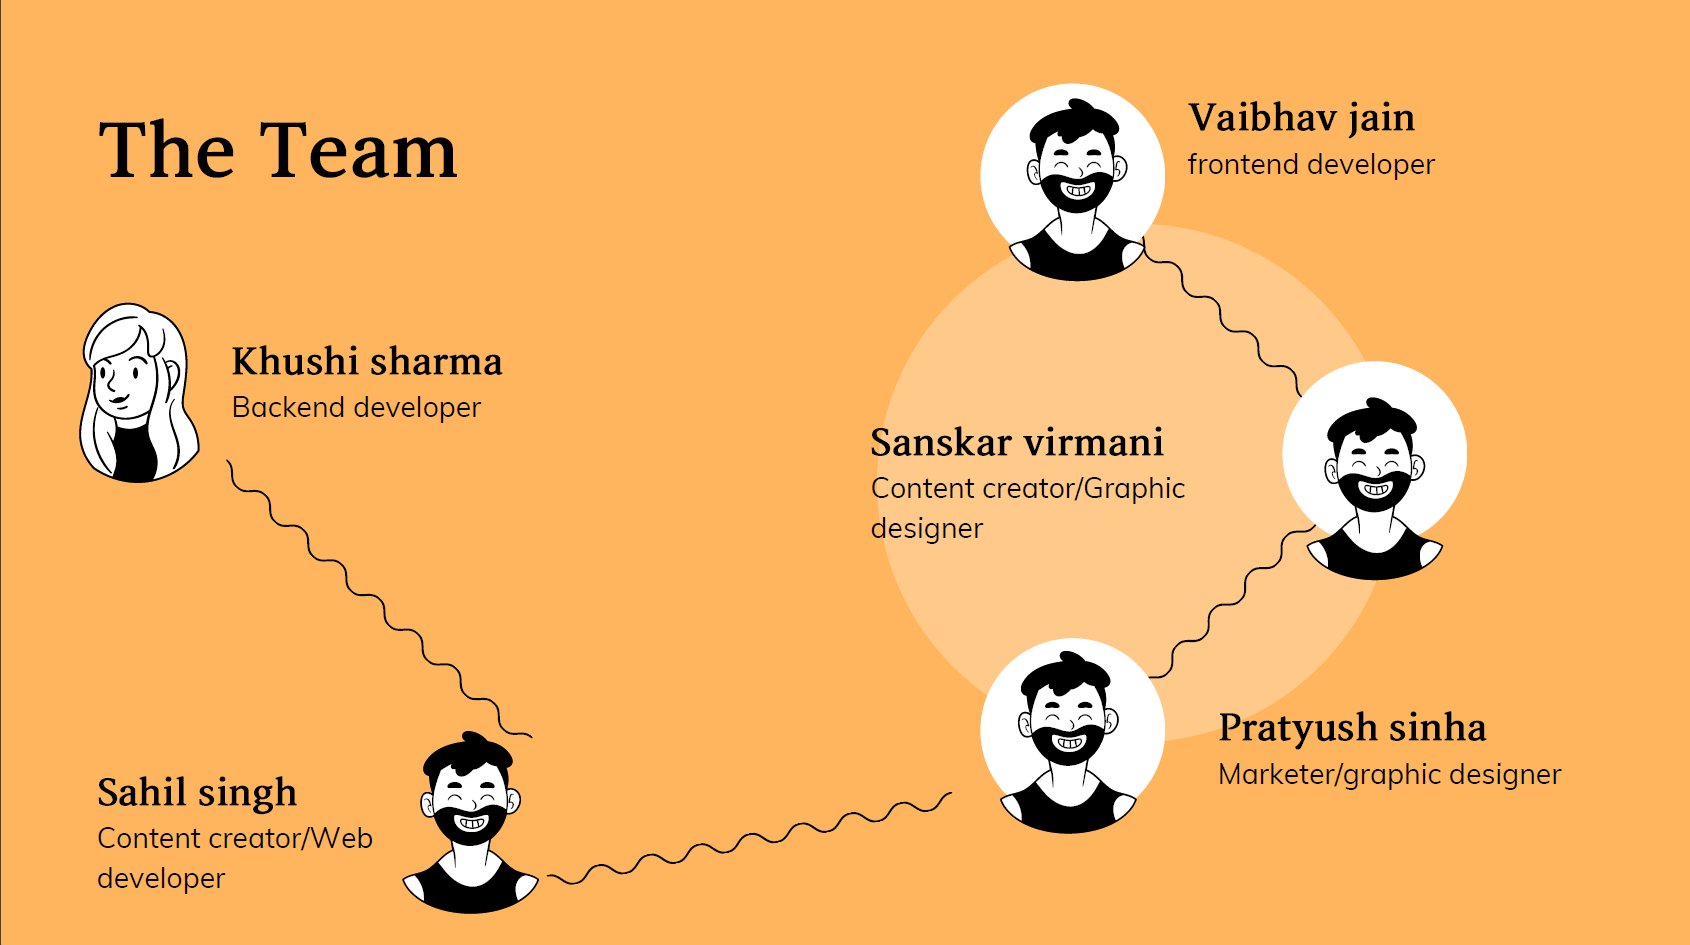 The Team
Vaibhav jain
frontend developer
Khushi sharma
Backend developer
Sanskar virmani
Content creator/Graphic
designer
Pratyush sinha
Marketer/graphic designer
Sahil singh
Content creator/Web
developer